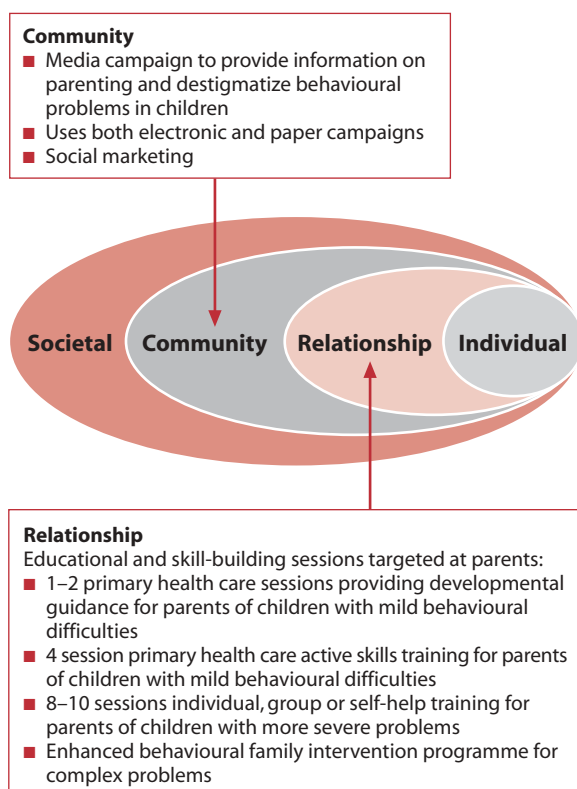 Community
■ Media campaign to provide information on
parenting and destigmatize behavioural
problems in children
■ Uses both electronic and paper campaigns
■ Social marketing
Societal Community Relationship Individual
Relationship
Educational and skill-building sessions targeted at parents:
■ 1–2 primary health care sessions providing developmental
guidance for parents of children with mild behavioural
difficulties
■ 4 session primary health care active skills training for parents
of children with mild behavioural difficulties
■ 8–10 sessions individual, group or self-help training for
parents of children with more severe problems
■ Enhanced behavioural family intervention programme for
complex problems